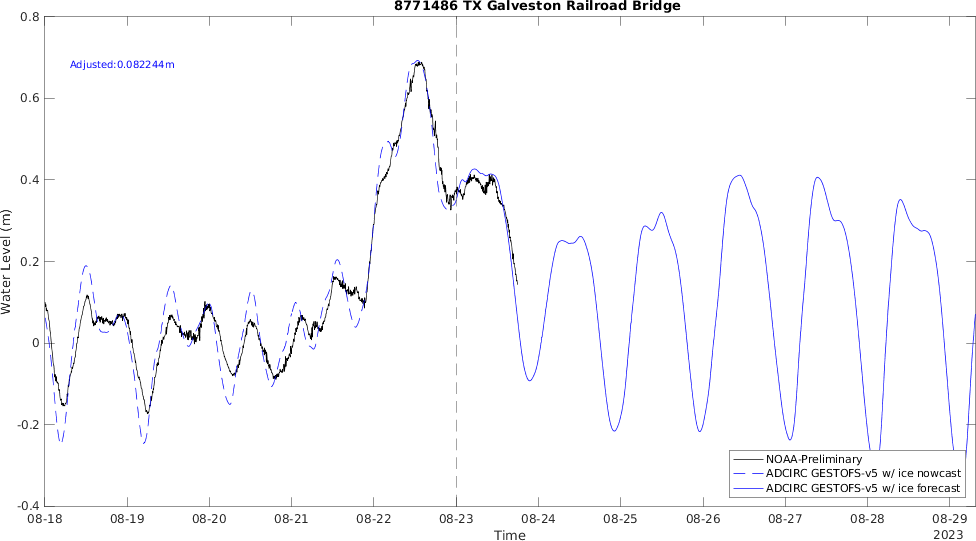 8771486 TX Galveston Railroad Bridge
Adjusted:0.082244m
Water Level (m)
0.8
0.6
0.4
0.2
0
-0.2
-0.4
NOAA-Preliminary
ADCIRC GESTOFS-v5 w/ ice nowcast
ADCIRC GESTOFS-v5 w/ ice forecast
08-18 08-19 08-20 08-21 08-22 08-23 08-24 08-25 08-26 08-27 08-28 08-29
Time
2023